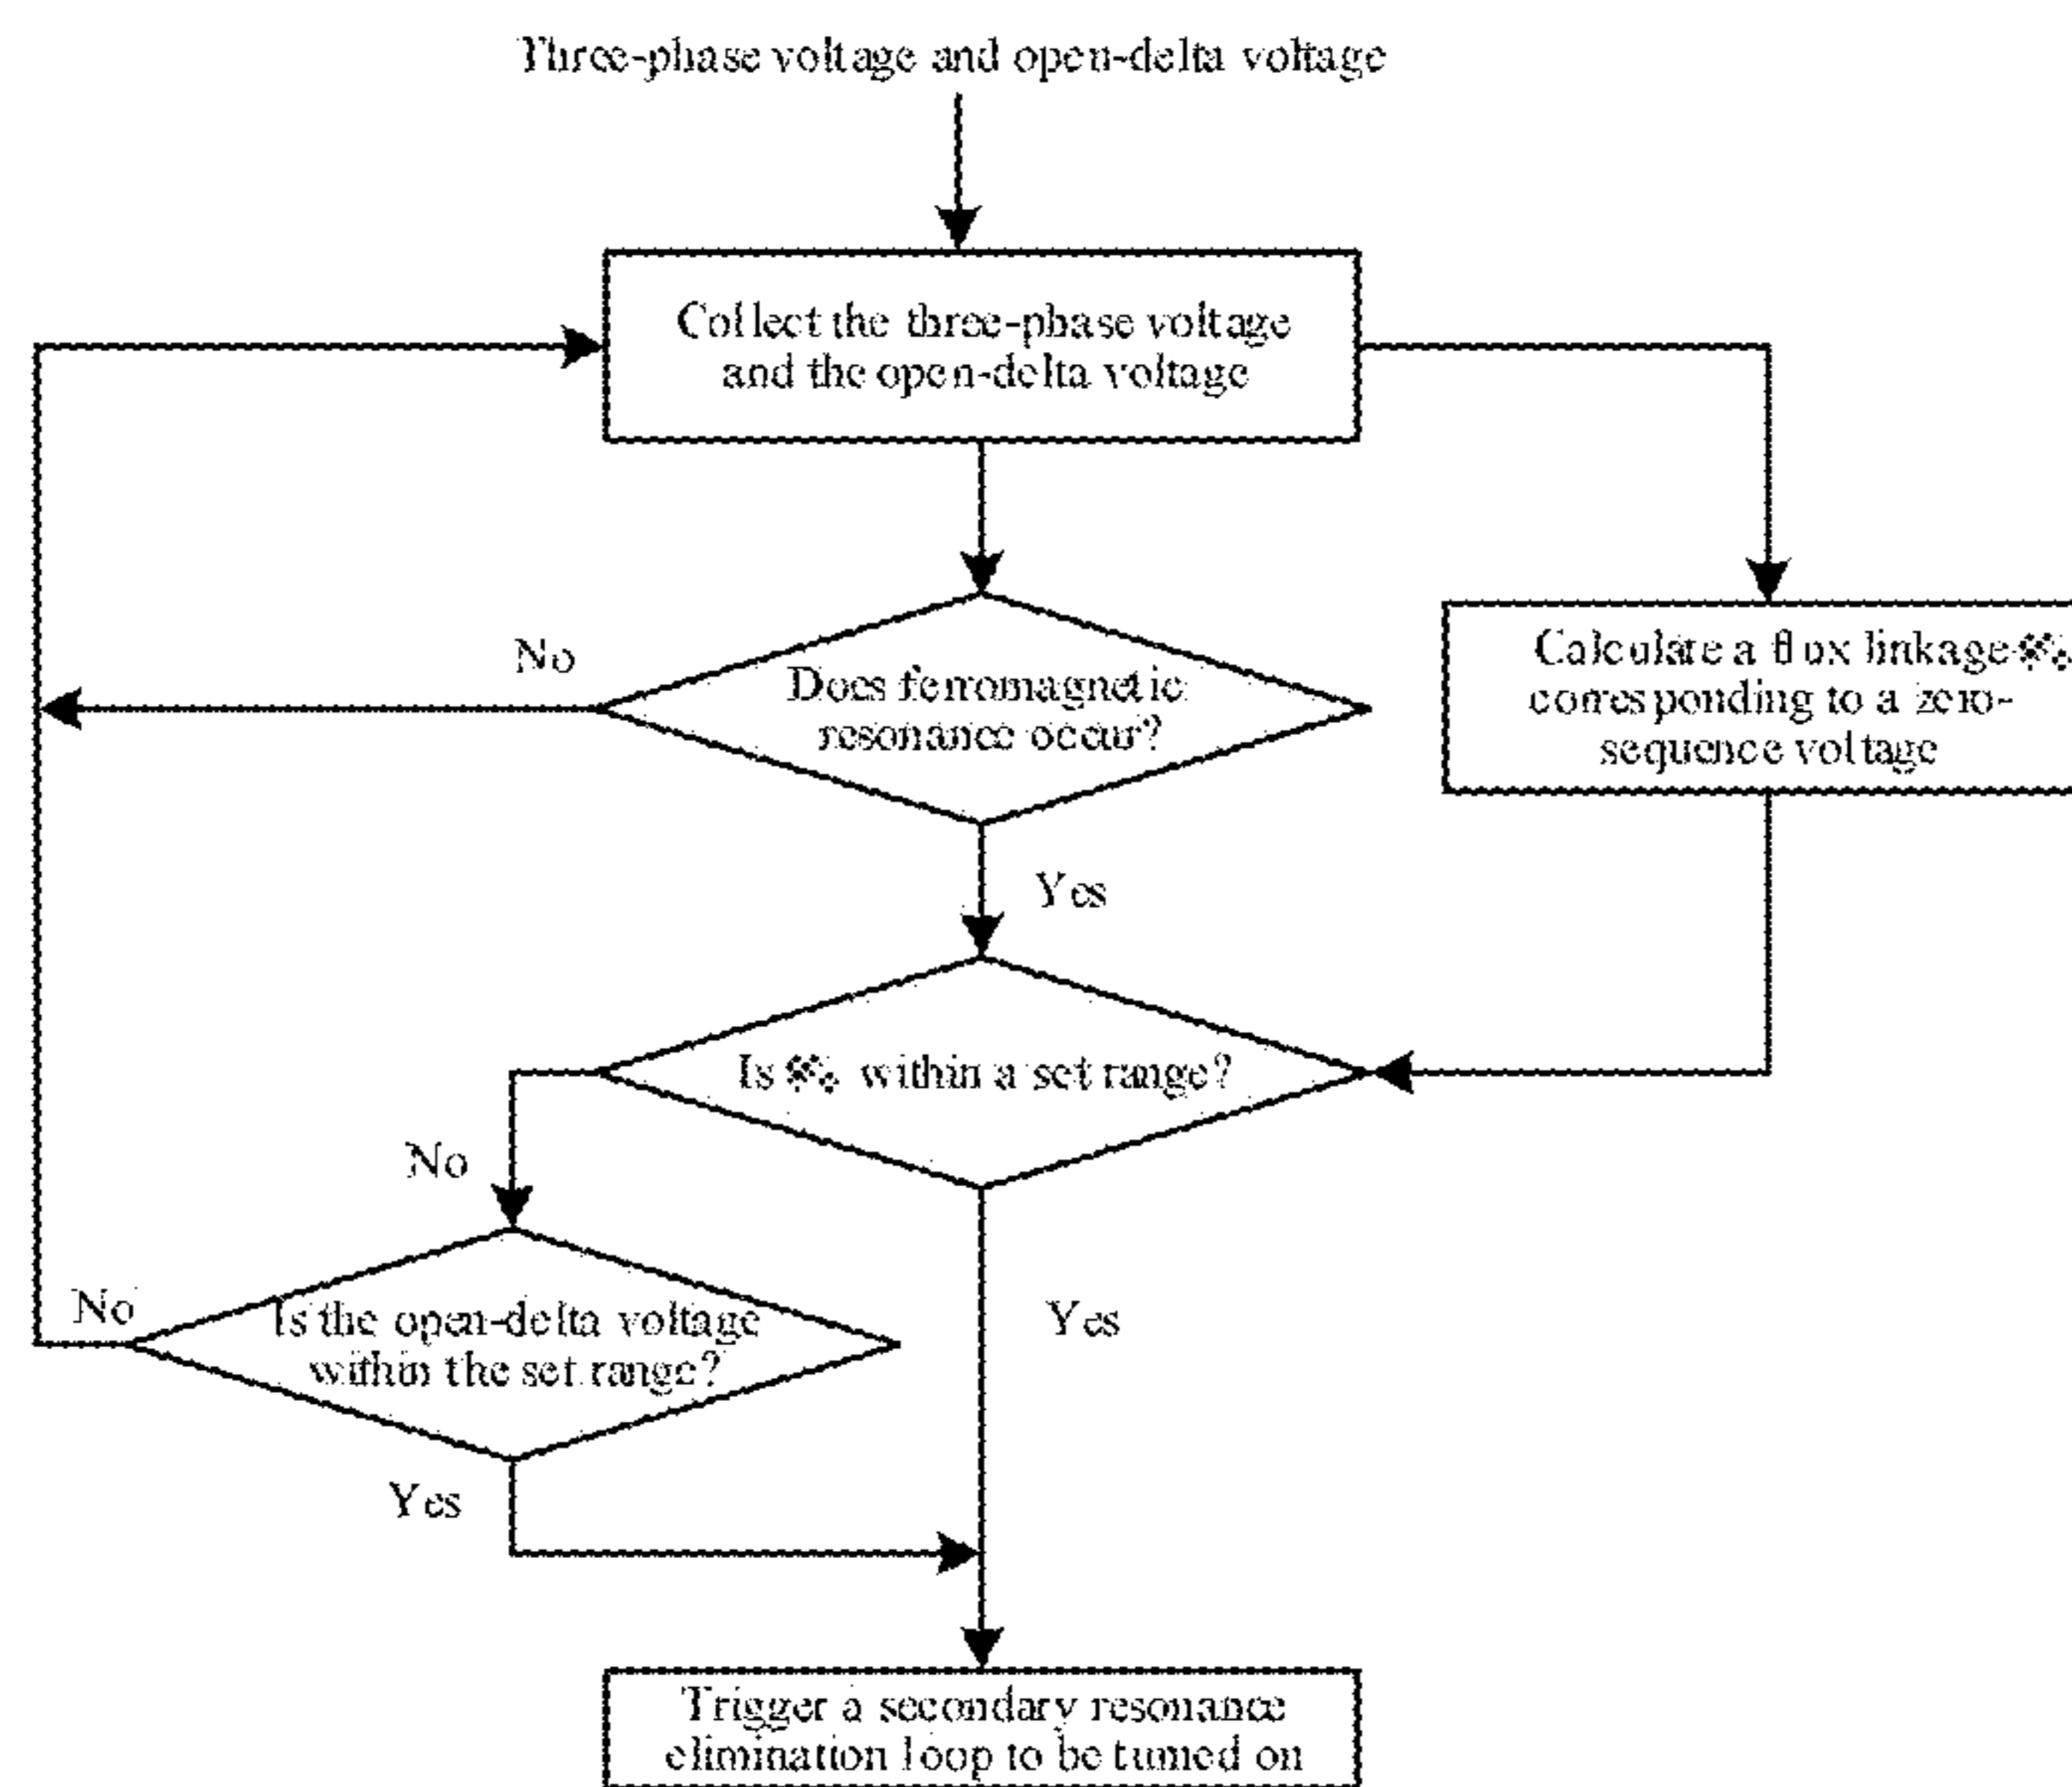 Three-phase voltage and open-delta voltage
Collect the three-phase voltage
and the open-delta voltage
No
Does ferromagnetic
resonance occur?
Calculate a flux linkage
corresponding to a zero-
sequence voltage
Yes
Is within a set range?
No
Yes
No
Is the open-delta voltage
within the set range?
Yes
Trigger a secondary resonance
elimination loop to be turned on